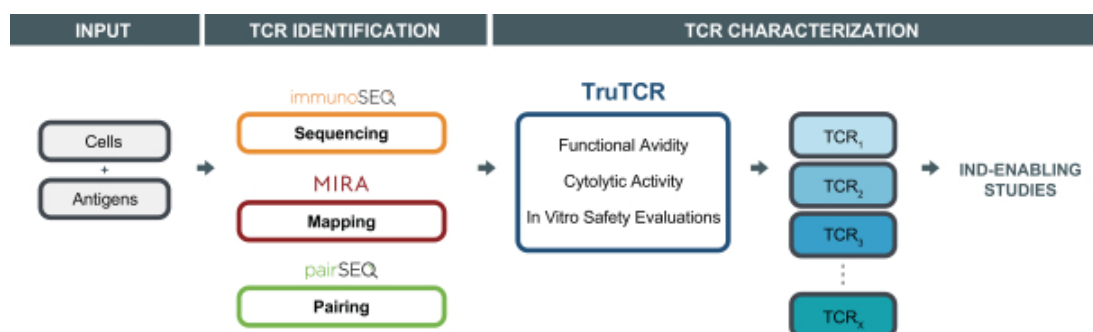 INPUT
TCR IDENTIFICATION
TCR CHARACTERIZATION
Cells
+
Antigens
immunoSEQ
Sequencing
MIRA
Mapping
pairSEQ
Pairing
TruTCR
Functional Avidity
Cytolytic Activity
In Vitro Safety Evaluations
TCR₁
TCR₂
TCR₃
⋮
TCRₓ
IND-ENABLING
STUDIES